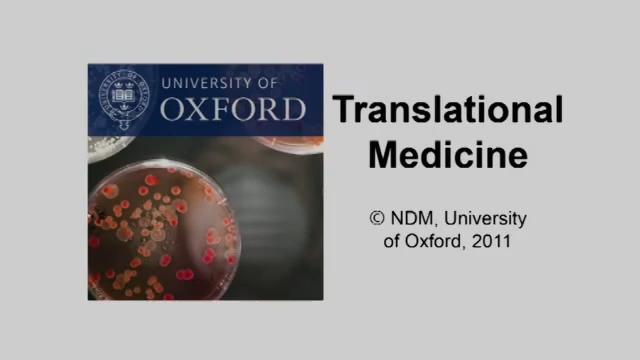 UNIVERSITY OF
OXFORD
Translational
Medicine
© NDM, University
of Oxford, 2011